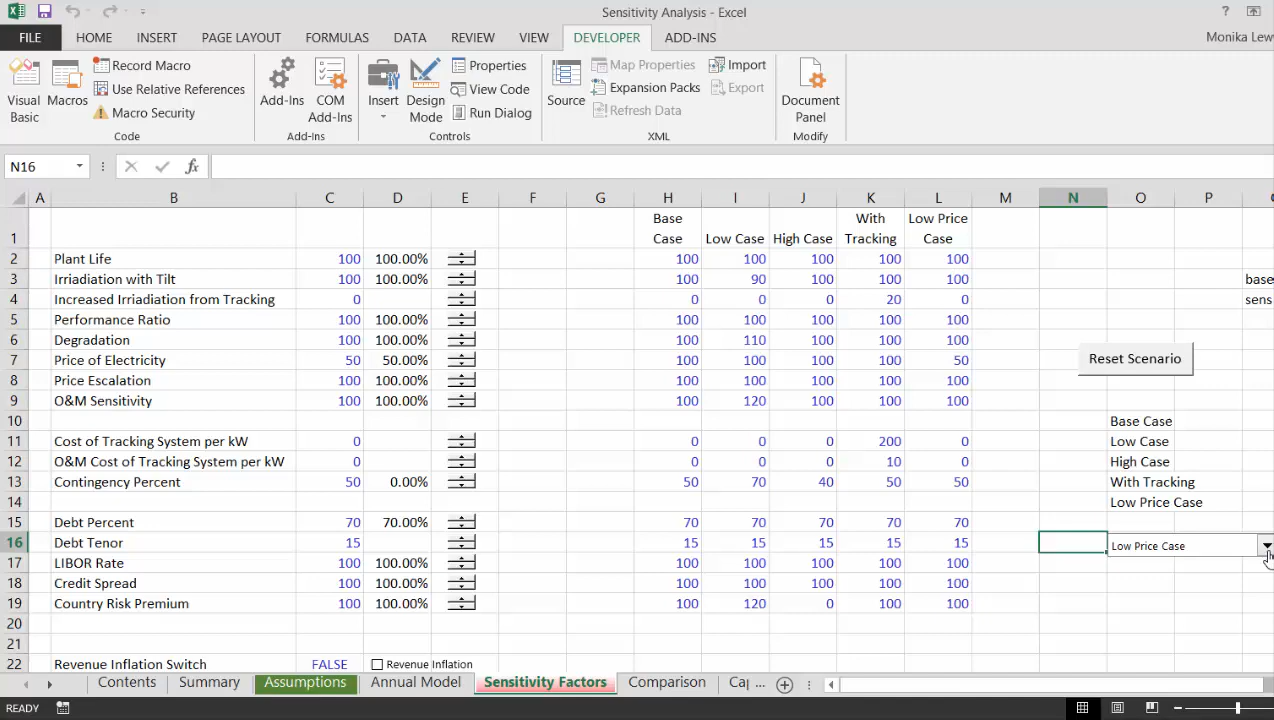 Sensitivity Analysis - Excel
?
FILE HOME INSERT PAGE LAYOUT FORMULAS DATA REVIEW VIEW DEVELOPER ADD-INS
Monika Lew
Visual Basic
Macros
Record Macro
Use Relative References
Macro Security
Code
Add-Ins
COM Add-Ins
Add-Ins
Insert
Design Mode
Properties
View Code
Run Dialog
Controls
Source
Map Properties
Expansion Packs
Refresh Data
Import
Export
XML
Document Panel
Modify
N16
fx
A B C D E F G H I J K L M N O P
1 Base Case Low Case High Case With Tracking Low Price Case
2 Plant Life 100 100.00% 100 100 100 100 100
3 Irriadiation with Tilt 100 100.00% 100 90 100 100 100 base
4 Increased Irriadiation from Tracking 0 0 0 0 20 0 sens
5 Performance Ratio 100 100.00% 100 100 100 100 100
6 Degradation 100 100.00% 100 110 100 100 100
7 Price of Electricity 50 50.00% 100 100 100 100 50
Reset Scenario
8 Price Escalation 100 100.00% 100 100 100 100 100
9 O&M Sensitivity 100 100.00% 100 120 100 100 100
10 Base Case
11 Cost of Tracking System per kW 0 0 0 0 200 0 Low Case
12 O&M Cost of Tracking System per kW 0 0 0 0 10 0 High Case
13 Contingency Percent 50 0.00% 50 70 40 50 50 With Tracking
14 Low Price Case
15 Debt Percent 70 70.00% 70 70 70 70 70
16 Debt Tenor 15 15 15 15 15 15 Low Price Case
17 LIBOR Rate 100 100.00% 100 100 100 100 100
18 Credit Spread 100 100.00% 100 100 100 100 100
19 Country Risk Premium 100 100.00% 100 120 0 100 100
20
21
22 Revenue Inflation Switch FALSE Revenue Inflation
Contents Summary Assumptions Annual Model Sensitivity Factors Comparison Cap ...
READY